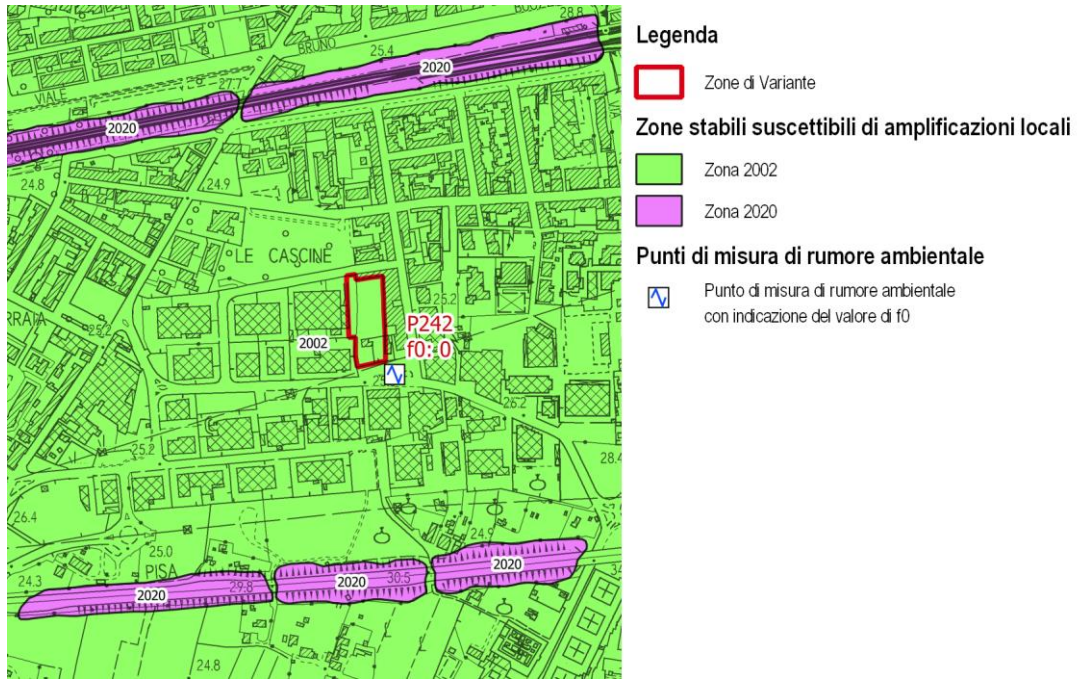 28.8
BRUNO
25.4
2020
27.7
VIALE
2020
24.8
24.9
LE CASCINE
25.2
RRAIA
25.2
P242
f0: 0
2002
26.2
25.2
28.4
26.4
24.9
25.0
PISA
2020
24.3
30.5
2020
29.8
2020
24.8
Legenda
Zone di Variante
Zone stabili suscettibili di amplificazioni locali
Zona 2002
Zona 2020
Punti di misura di rumore ambientale
Punto di misura di rumore ambientale
con indicazione del valore di f0